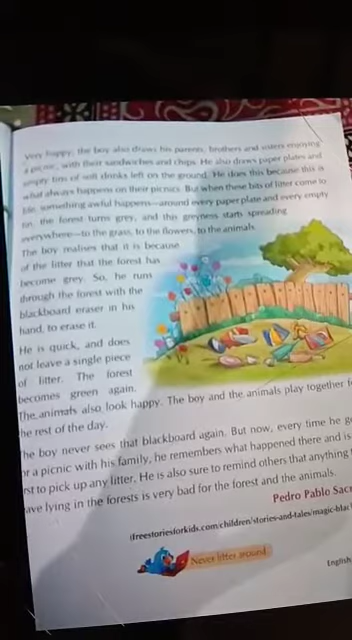 Very happy, the boy also draws his parents, brothers and sisters enjoying
a picnic, with their sandwiches and chips. He also draws paper plates and
empty tins of soft drinks left on the ground. He does this because this is
what always happens on their picnics. But when these bits of litter come to
life, something awful happens—around every paper plate and every empty
tin, the forest turns grey, and this greyness starts spreading
everywhere—to the grass, to the flowers, to the animals.
The boy realises that it is because
of the litter that the forest has
become grey. So, he runs
through the forest with the
blackboard eraser in his
hand, to erase it.
He is quick, and does
not leave a single piece
of litter. The forest
becomes green again.
The animals also look happy. The boy and the animals play together f
he rest of the day.
he boy never sees that blackboard again. But now, every time he g
r a picnic with his family, he remembers what happened there and is
rst to pick up any litter. He is also sure to remind others that anything
ave lying in the forests is very bad for the forest and the animals.
Pedro Pablo Sac
freestoriesforkids.com/children/stories-and-tales/magic-blac
Never litter around.
English